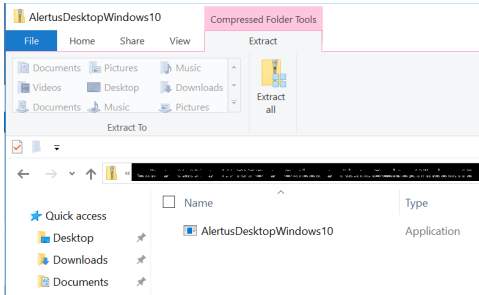 AlertusDesktopWindows10
Compressed Folder Tools
File Home Share View Extract
Documents Pictures Music
Videos Desktop Downloads
Documents Music Pictures
Extract all
Extract To
Name Type
Quick access
AlertusDesktopWindows10 Application
Desktop
Downloads
Documents